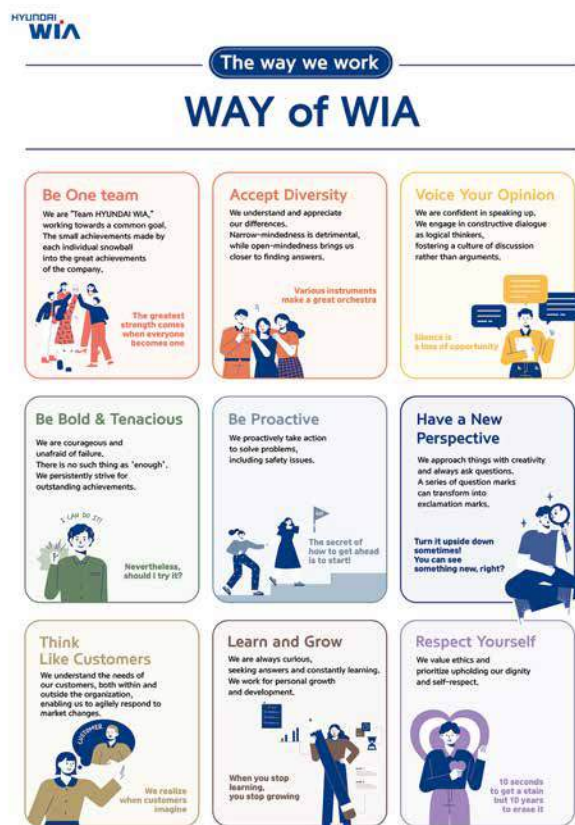 HYUNDAI
WIA
The way we work
WAY of WIA
Be One team
We are "Team HYUNDAI WIA,"
working towards a common goal.
The small achievements made by
each individual snowball
into the great achievements
of the company.
The greatest
strength comes
when everyone
becomes one
Accept Diversity
We understand and appreciate
our differences.
Narrow-mindedness is detrimental,
while open-mindedness brings us
closer to finding answers.
Various instruments
make a great orchestra
Voice Your Opinion
We are confident in speaking up.
We engage in constructive dialogue
as logical thinkers,
fostering a culture of discussion
rather than arguments.
Silence is
a loss of opportunity
Be Bold & Tenacious
We are courageous and
unafraid of failure.
There is no such thing as 'enough'.
We persistently strive for
outstanding achievements.
I CAN DO IT!
Nevertheless,
should I try it?
Be Proactive
We proactively take action
to solve problems,
including safety issues.
The secret of
how to get ahead
is to start!
Have a New
Perspective
We approach things with creativity
and always ask questions.
A series of question marks
can transform into
exclamation marks.
Turn it upside down
sometimes!
You can see
something new, right?
Think
Like Customers
We understand the needs of
our customers, both within and
outside the organization,
enabling us to agilely respond to
market changes.
CUSTOMER
We realize
when customers
imagine
Learn and Grow
We are always curious,
seeking answers and constantly learning.
We work for personal growth
and development.
When you stop
learning,
you stop growing
Respect Yourself
We value ethics and
prioritize upholding our dignity
and self-respect.
10 seconds
to get a stain
but 10 years
to erase it